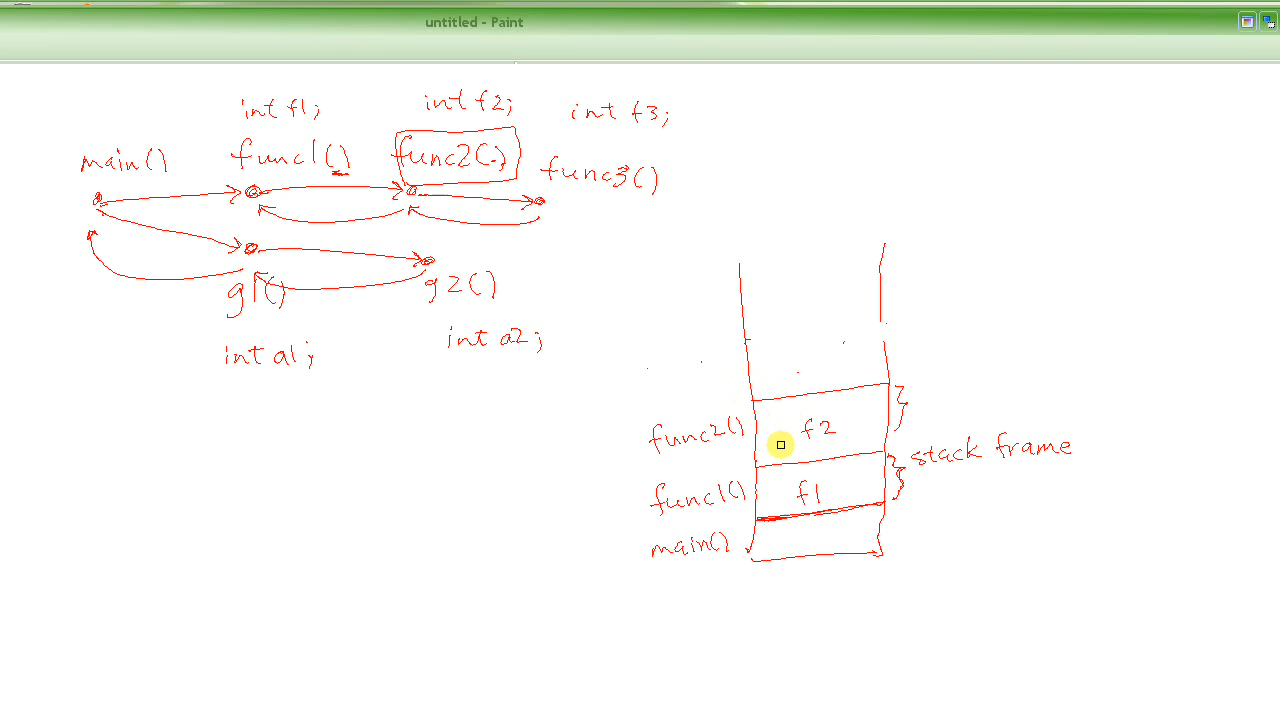 untitled - Paint
int f1;
int f2;
int f3;
main()
func1()
func2(.)
func3()
g1()
g2()
int a1;
int a2;
func2()
f2
stack frame
func1()
f1
main()